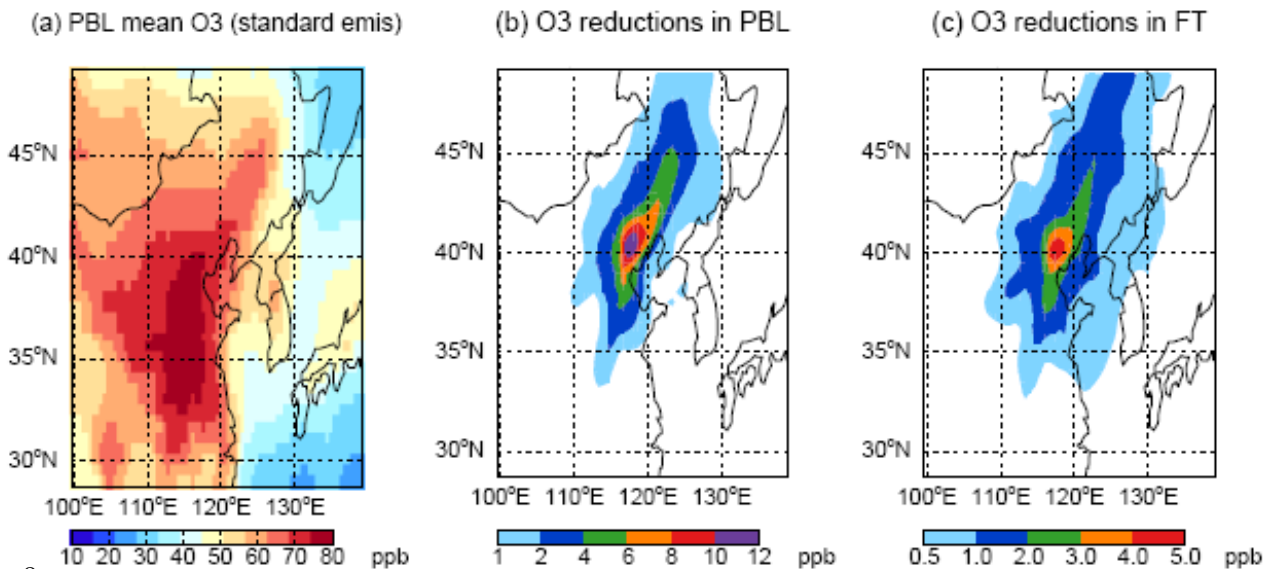 (a) PBL mean O3 (standard emis)
(b) O3 reductions in PBL
(c) O3 reductions in FT
45°N
40°N
35°N
30°N
100°E 110°E 120°E 130°E
10 20 30 40 50 60 70 80 ppb
45°N
40°N
35°N
30°N
100°E 110°E 120°E 130°E
1 2 4 6 8 10 12 ppb
45°N
40°N
35°N
30°N
100°E 110°E 120°E 130°E
0.5 1.0 2.0 3.0 4.0 5.0 ppb